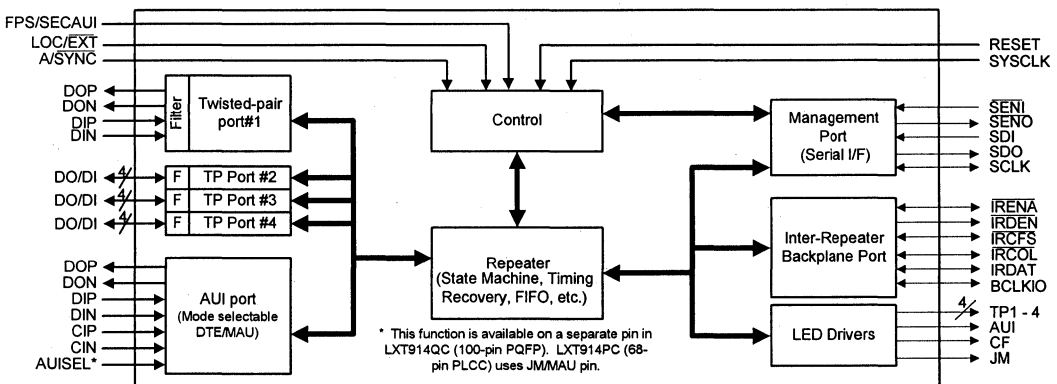 FPS/SECAUI
LOC/EXT
A/SYNC
RESET
SYSCLK
DOP
DON
DIP
DIN
Filter
Twisted-pair
port#1
Control
Management
Port
(Serial I/F)
SENI
SENO
SDI
SDO
SCLK
DO/DI
4
F
TP Port #2
DO/DI
4
F
TP Port #3
DO/DI
4
F
TP Port #4
Inter-Repeater
Backplane Port
IRENA
IRDEN
IRCFS
IRCOL
IRDAT
BCLKIO
DOP
DON
DIP
DIN
CIP
CIN
AUISEL*
AUI port
(Mode selectable
DTE/MAU)
Repeater
(State Machine, Timing
Recovery, FIFO, etc.)
* This function is available on a separate pin in
LXT914QC (100-pin PQFP). LXT914PC (68-
pin PLCC) uses JM/MAU pin.
LED Drivers
4
TP1 - 4
AUI
CF
JM